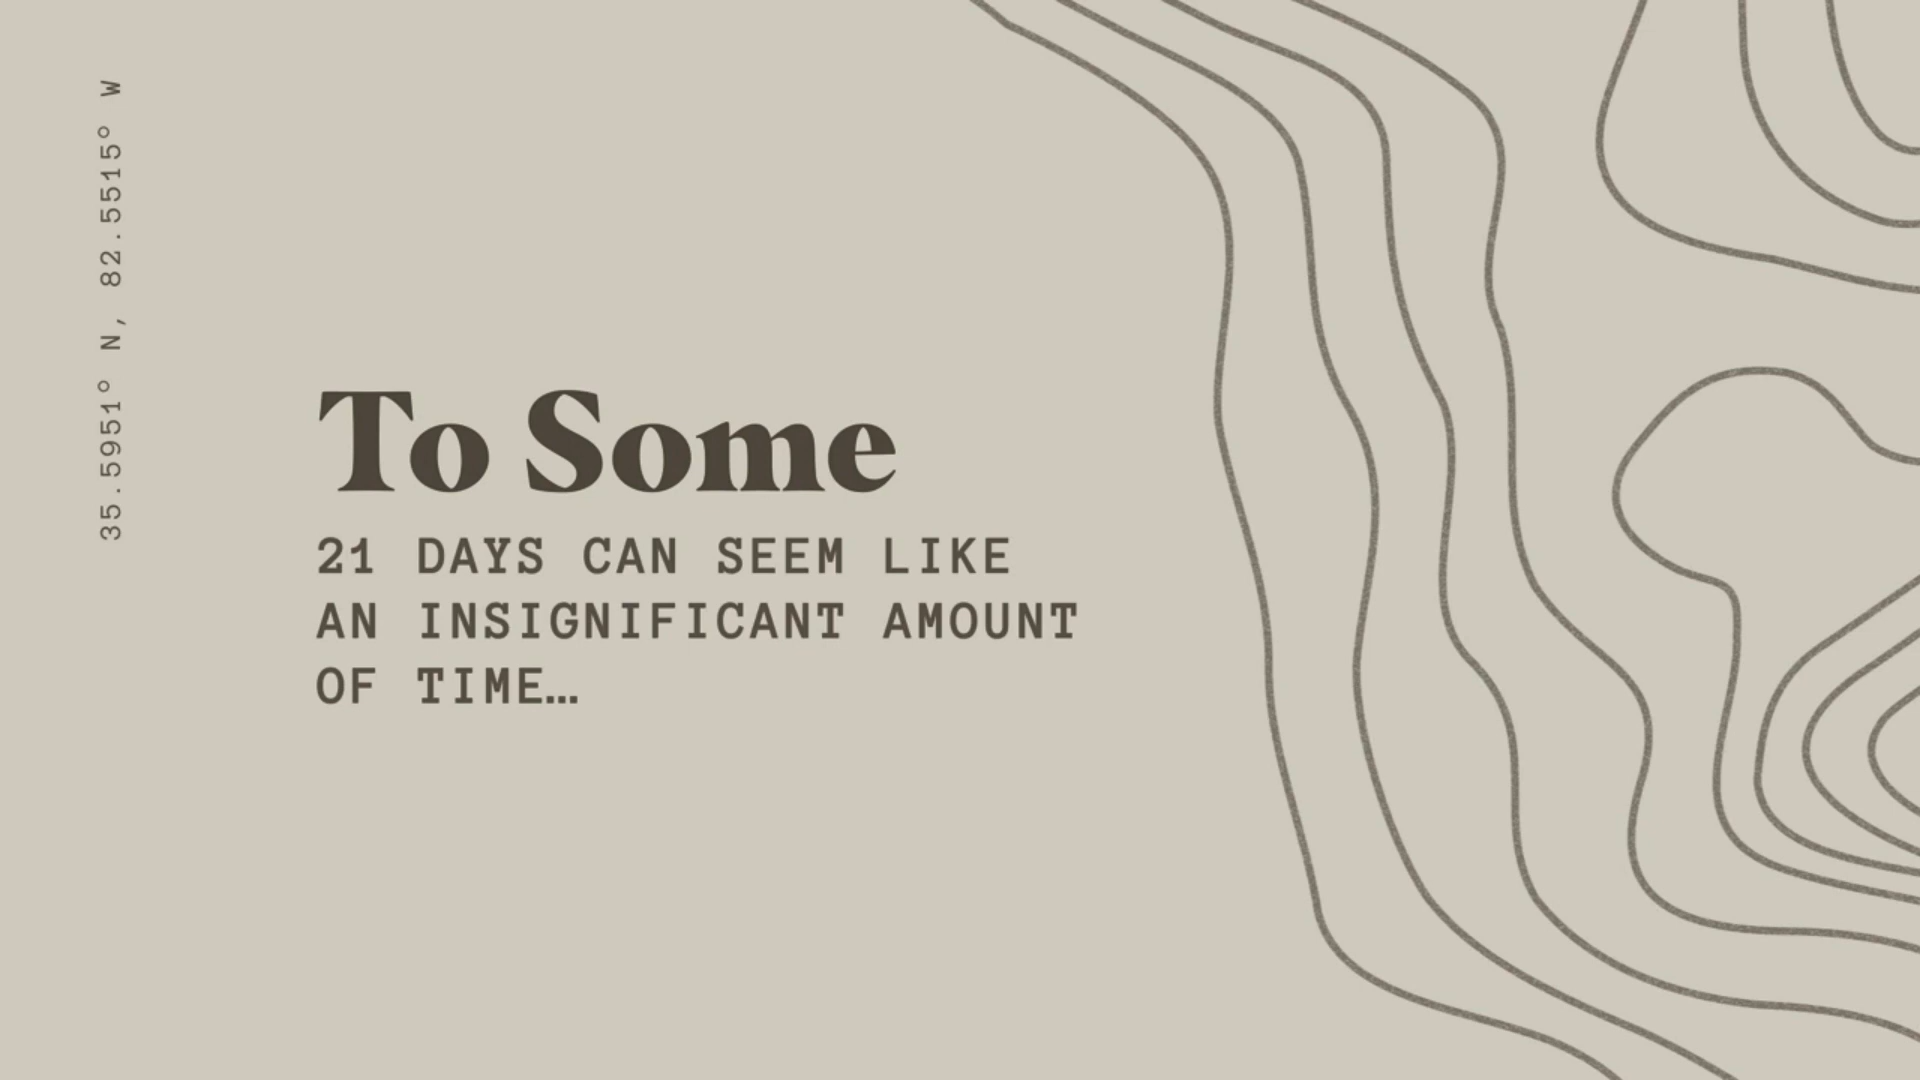 35.5951° N, 82.5515° W
To Some
21 DAYS CAN SEEM LIKE
AN INSIGNIFICANT AMOUNT
OF TIME…